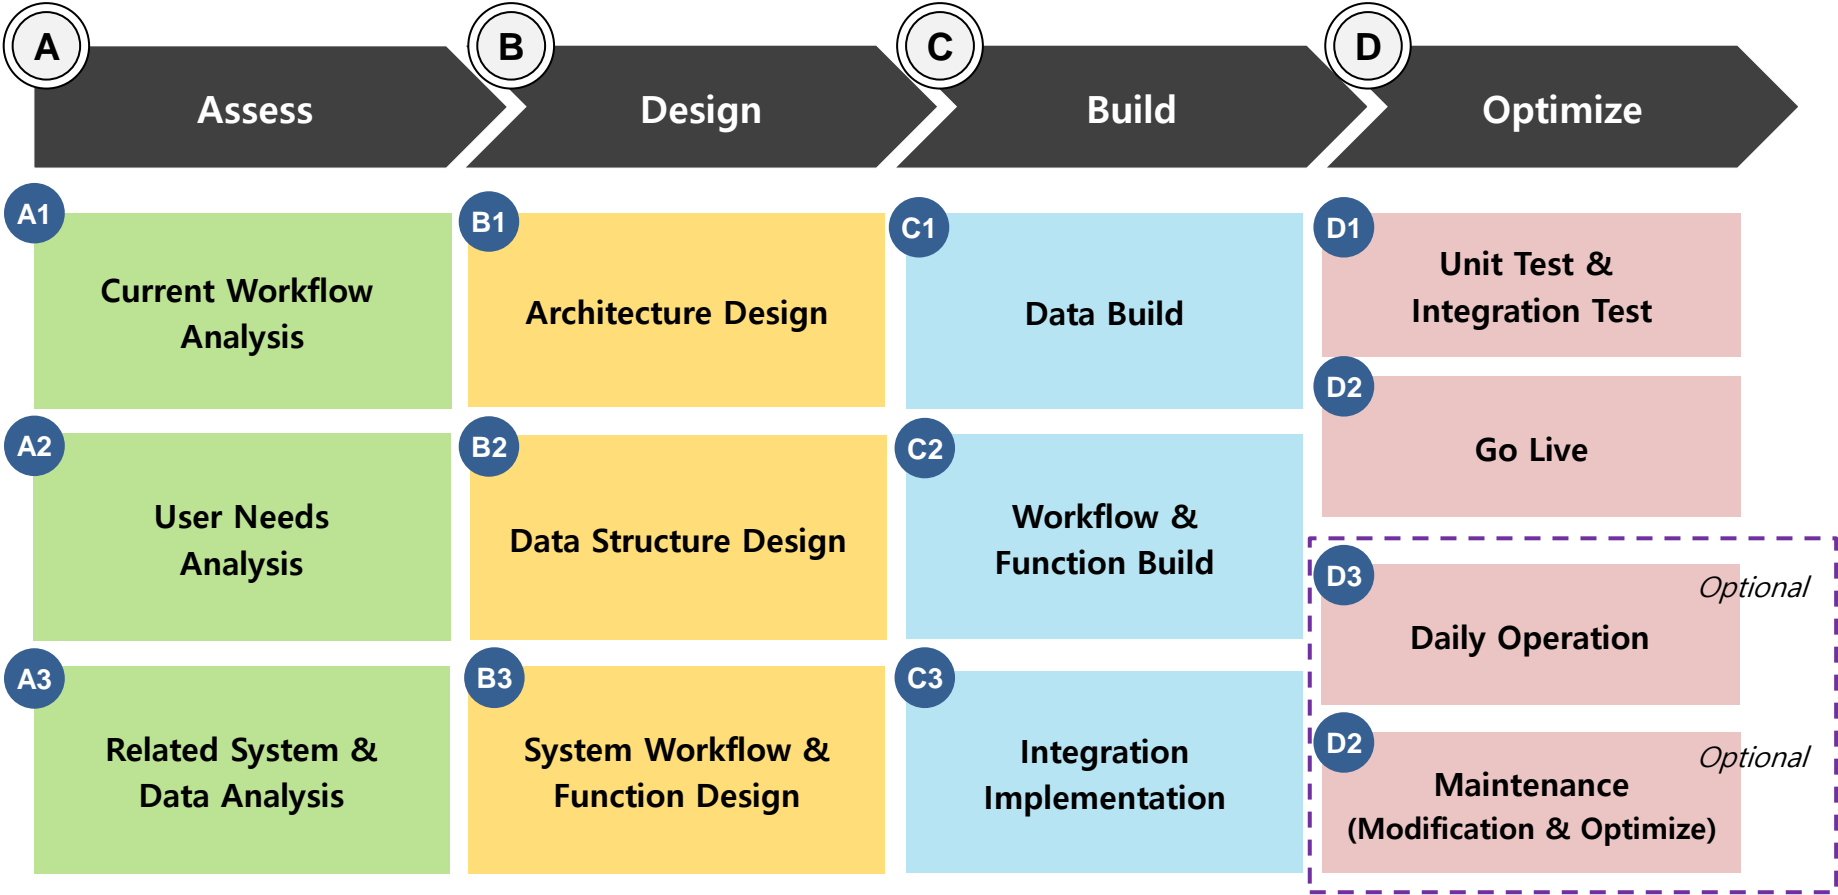 A
Assess
B
Design
C
Build
D
Optimize
A1
Current Workflow
Analysis
A2
User Needs
Analysis
A3
Related System &
Data Analysis
B1
Architecture Design
B2
Data Structure Design
B3
System Workflow &
Function Design
C1
Data Build
C2
Workflow &
Function Build
C3
Integration
Implementation
D1
Unit Test &
Integration Test
D2
Go Live
D3
Optional
Daily Operation
D2
Optional
Maintenance
(Modification & Optimize)